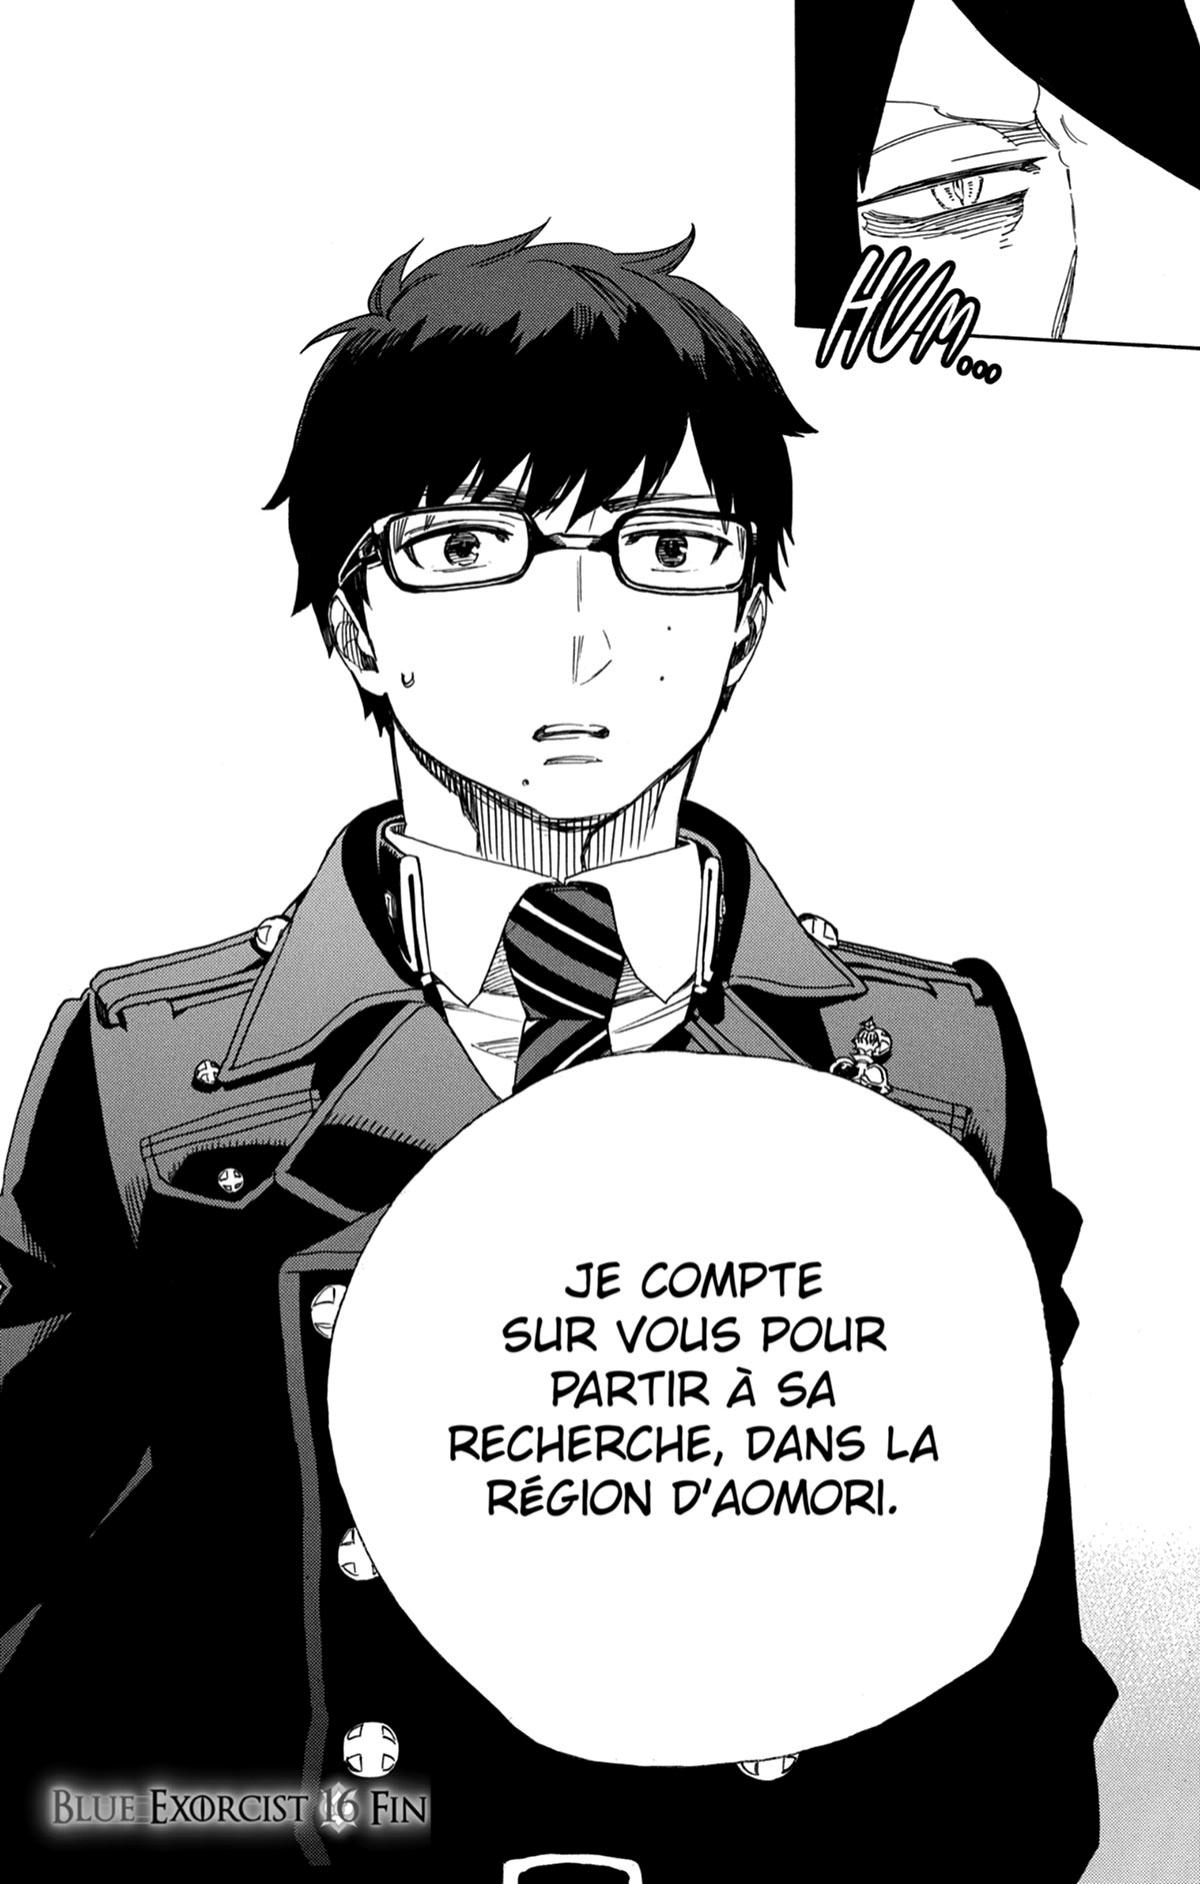 HUM...
JE COMPTE
SUR VOUS POUR
PARTIR À SA
RECHERCHE, DANS LA
RÉGION D'AOMORI.
BLUE EXORCIST 16 FIN